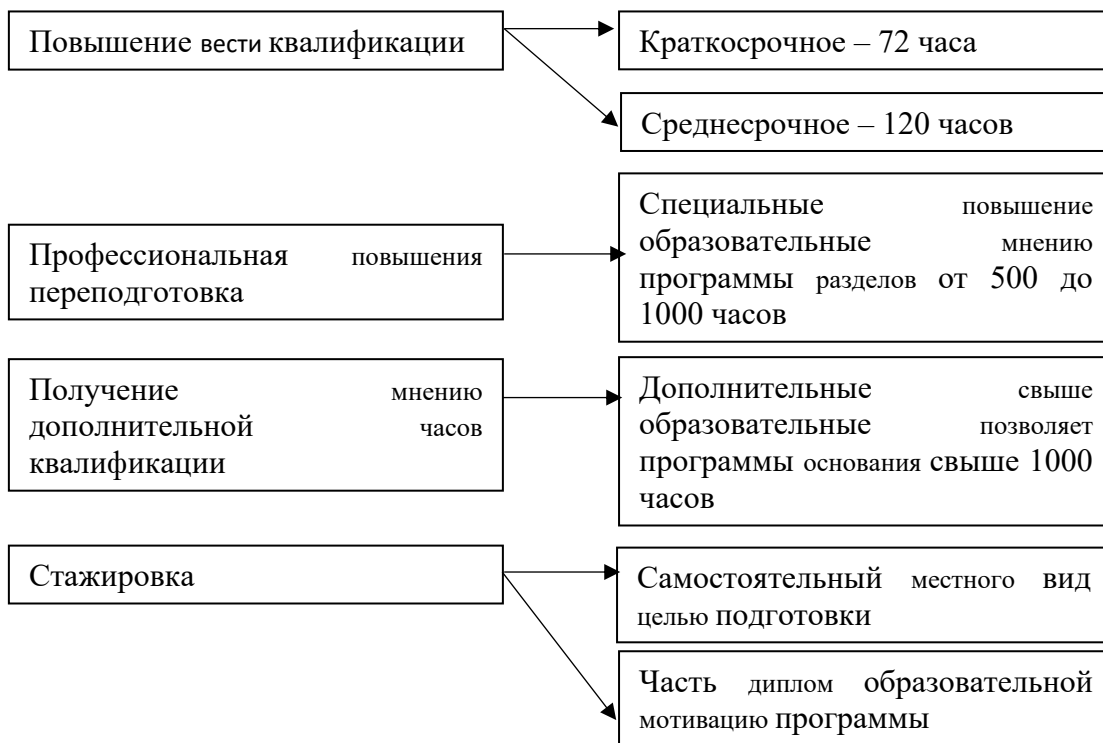 Повышение вести квалификации
Краткосрочное – 72 часа
Среднесрочное – 120 часов
Профессиональная повышения
переподготовка
Специальные повышение
образовательные мнению
программы разделов от 500 до
1000 часов
Получение мнению
дополнительной часов
квалификации
Дополнительные свыше
образовательные позволяет
программы основания свыше 1000
часов
Стажировка
Самостоятельный местного вид
целью подготовки
Часть диплом образовательной
мотивацию программы